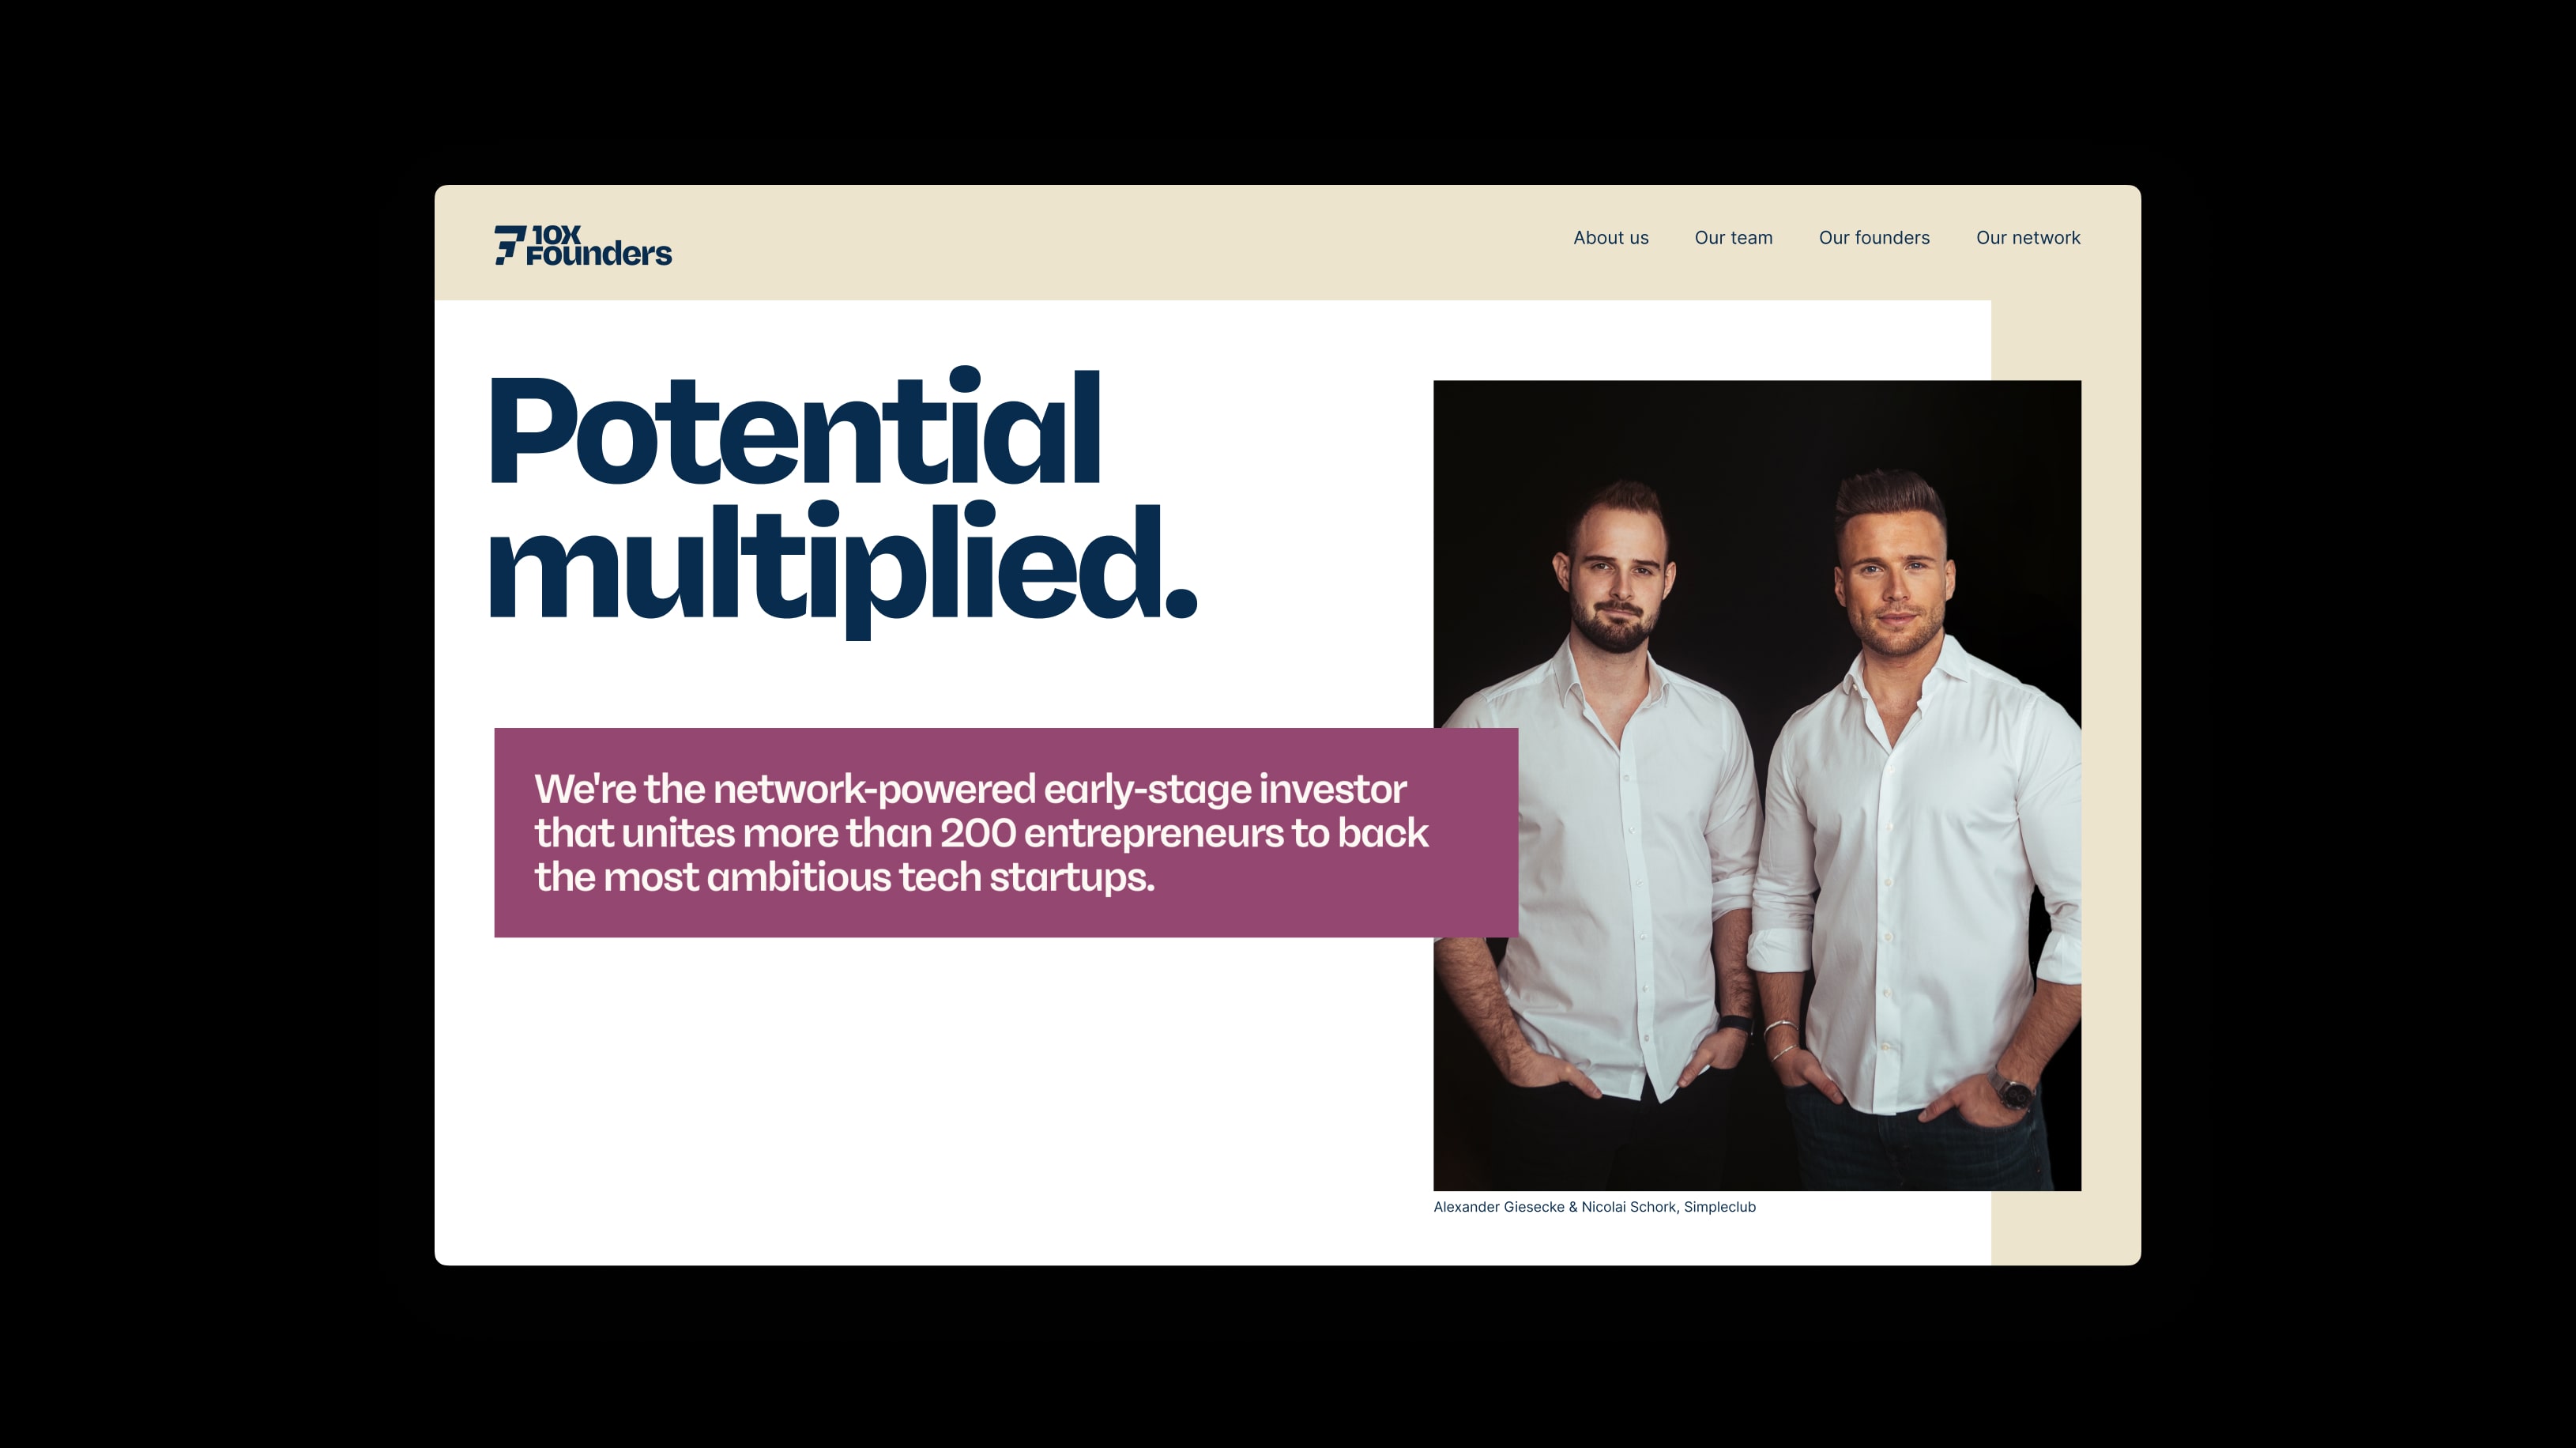 10X
Founders
About us
Our team
Our founders
Our network
Potential
multiplied.
We're the network-powered early-stage investor
that unites more than 200 entrepreneurs to back
the most ambitious tech startups.
Alexander Giesecke & Nicolai Schork, Simpleclub